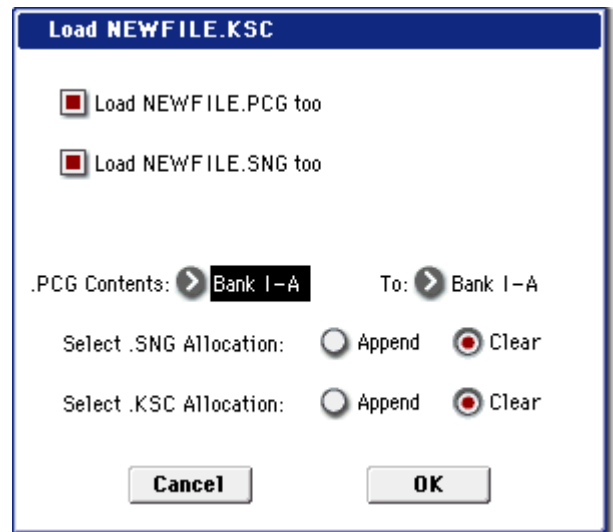 Load NEWFILE.KSC
Load NEWFILE.PCG too
Load NEWFILE.SNG too
.PCG Contents: Bank I-A To: Bank I-A
Select .SNG Allocation: Append Clear
Select .KSC Allocation: Append Clear
Cancel OK